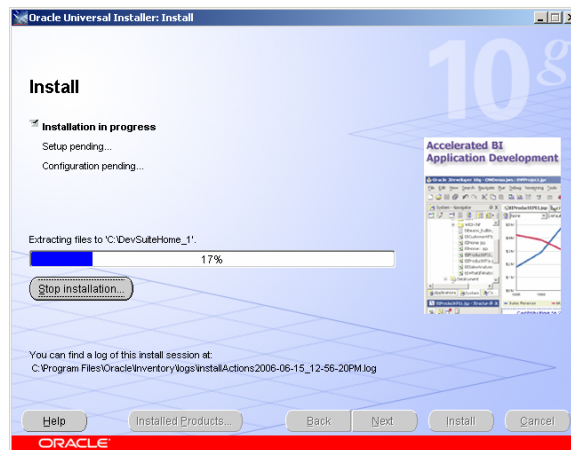 Oracle Universal Installer: Install
10g
Install
Installation in progress
Setup pending...
Configuration pending...
Accelerated BI
Application Development
Extracting files to 'C:\DevSuiteHome_1'.
17%
Stop installation...
You can find a log of this install session at:
C:\Program Files\Oracle\Inventory\logs\installActions2006-06-15_12-56-20PM.log
Help
Installed Products...
Back
Next
Install
Cancel
ORACLE